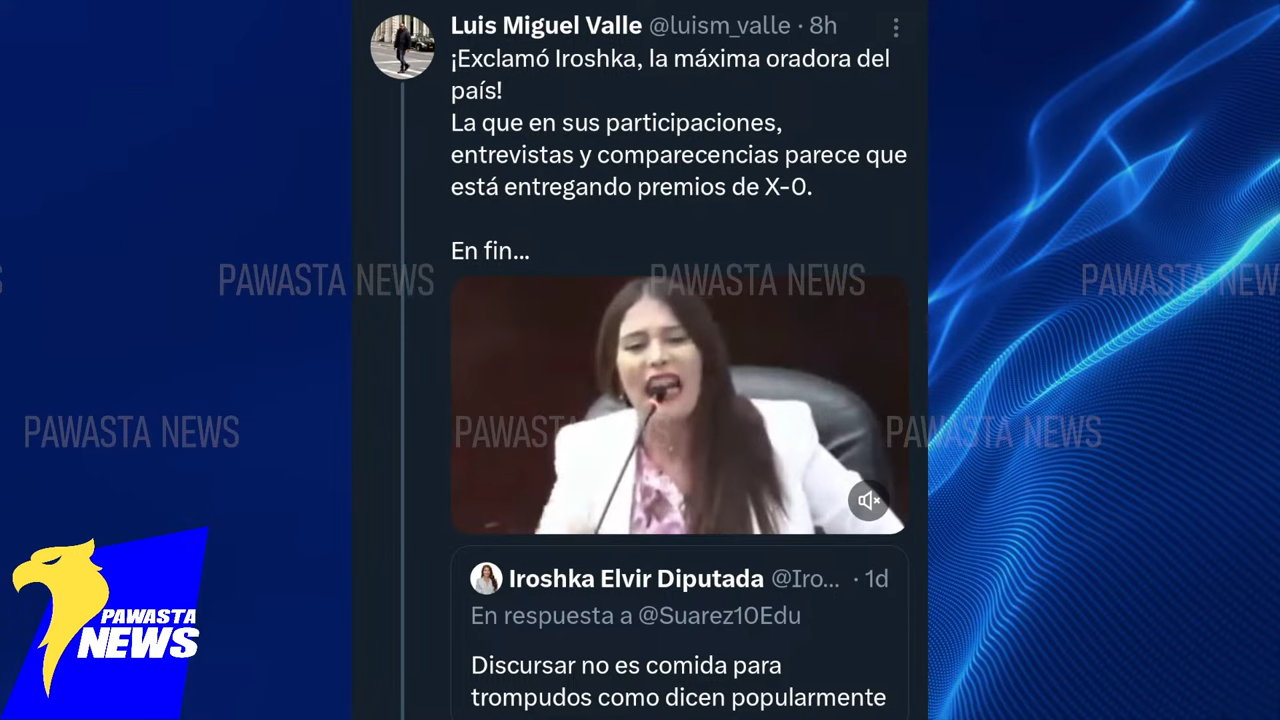 Luis Miguel Valle @luism_valle · 8h
¡Exclamó Iroshka, la máxima oradora del
país!
La que en sus participaciones,
entrevistas y comparecencias parece que
está entregando premios de X-0.
En fin...
PAWASTA NEWS PAWASTA NEWS PAWASTA NEWS
PAWASTA NEWS PAWASTA NEWS PAWASTA NEWS
Iroshka Elvir Diputada @Iro... · 1d
En respuesta a @Suarez10Edu
Discursar no es comida para
trompudos como dicen popularmente
PAWASTA
NEWS